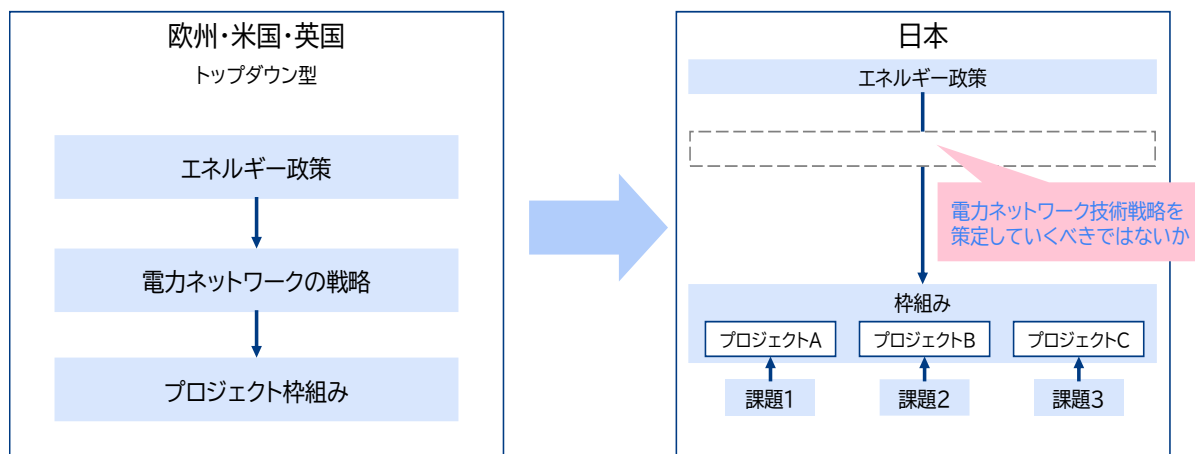 欧州・米国・英国
トップダウン型
エネルギー政策
電力ネットワークの戦略
プロジェクト枠組み
日本
エネルギー政策
電力ネットワーク技術戦略を
策定していくべきではないか
枠組み
プロジェクトA
プロジェクトB
プロジェクトC
課題1
課題2
課題3